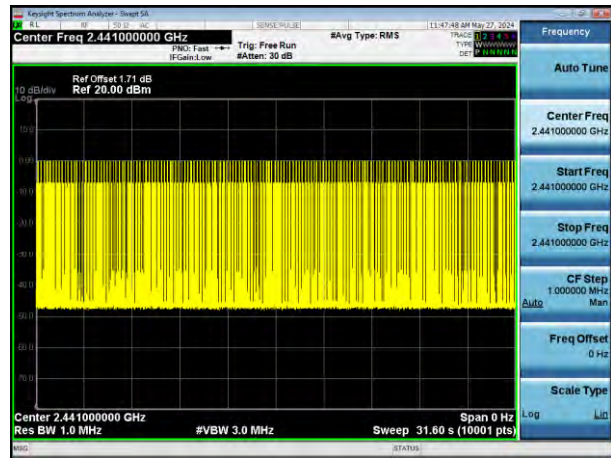 Keysight Spectrum Analyzer - Swept SA
RL RF 50 Ω AC SENSE:PULSE 11:47:48 AM May 27, 2024
Center Freq 2.441000000 GHz
#Avg Type: RMS
TRACE 1 2 3 4 5 6
PNO: Fast Trig: Free Run
TYPE WWWWWW
IFGain:Low #Atten: 30 dB
DET P N N N N N
Ref Offset 1.71 dB
10 dB/div Ref 20.00 dBm
Log
10.0
0.00
-10.0
-20.0
-30.0
-40.0
-50.0
-60.0
-70.0
Center 2.441000000 GHz Span 0 Hz
Res BW 1.0 MHz #VBW 3.0 MHz Sweep 31.60 s (10001 pts)
MSG STATUS
Frequency
Auto Tune
Center Freq
2.441000000 GHz
Start Freq
2.441000000 GHz
Stop Freq
2.441000000 GHz
CF Step
1.000000 MHz
Auto Man
Freq Offset
0 Hz
Scale Type
Log Lin